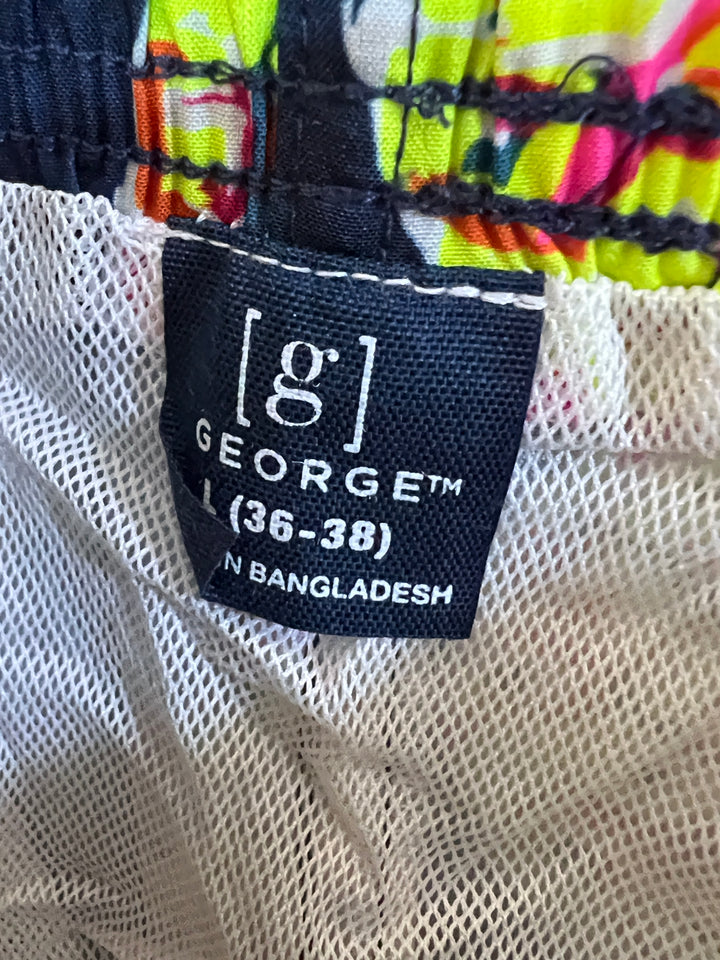 [g]
GEORGE™
L (36-38)
N BANGLADESH